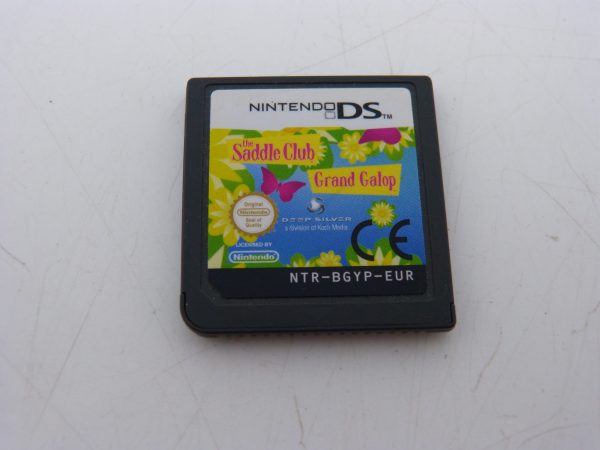 NINTENDO DS TM
the
Saddle Club
Grand Galop
Original
Nintendo
Seal of
Quality
DEEP SILVER
a division of Koch Media
CE
LICENSED BY
Nintendo
NTR-BGYP-EUR